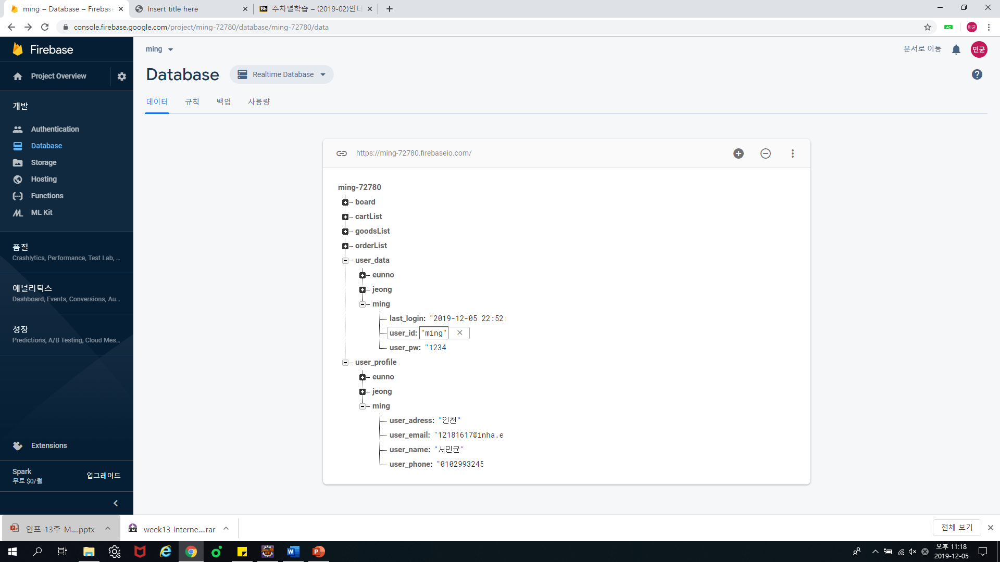 ming – Database – Firebase
Insert title here
주차별학습 – (2019-02)인터
console.firebase.google.com/project/ming-72780/database/ming-72780/data
AC
민균
Firebase
ming
문서로 이동
민균
Project Overview
Database
Realtime Database
데이터
규칙
백업
사용량
개발
Authentication
Database
Storage
Hosting
Functions
ML Kit
품질
Crashlytics, Performance, Test Lab, ...
애널리틱스
Dashboard, Events, Conversions, Au...
성장
Predictions, A/B Testing, Cloud Mes...
Extensions
Spark
무료 $0/월
업그레이드
https://ming-72780.firebaseio.com/
ming-72780
board
cartList
goodsList
orderList
user_data
eunno
jeong
ming
last_login: "2019-12-05 22:52:
user_id: "ming"
user_pw: "1234
user_profile
eunno
jeong
ming
user_adress: "인천"
user_email: "12181617@inha.e
user_name: "서민균"
user_phone: "0102993245
인프-13주-M....pptx
week13 Interne....rar
전체 보기
오후 11:18
2019-12-05